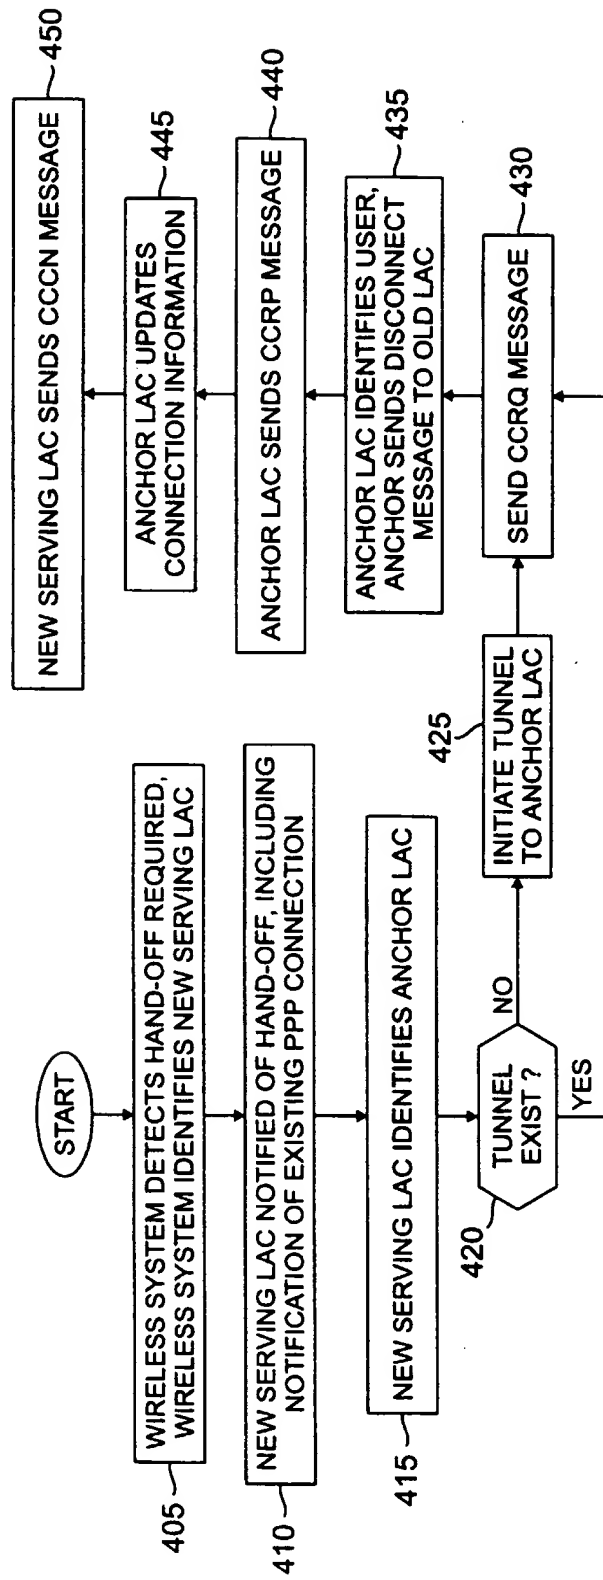 START
WIRELESS SYSTEM DETECTS HAND-OFF REQUIRED,
WIRELESS SYSTEM IDENTIFIES NEW SERVING LAC
405
NEW SERVING LAC NOTIFIED OF HAND-OFF, INCLUDING
NOTIFICATION OF EXISTING PPP CONNECTION
410
NEW SERVING LAC IDENTIFIES ANCHOR LAC
415
TUNNEL
EXIST ?
420
NO
YES
425
INITIATE TUNNEL
TO ANCHOR LAC
SEND CCRQ MESSAGE
430
ANCHOR LAC IDENTIFIES USER,
ANCHOR SENDS DISCONNECT
MESSAGE TO OLD LAC
435
ANCHOR LAC SENDS CCRP MESSAGE
440
ANCHOR LAC UPDATES
CONNECTION INFORMATION
445
NEW SERVING LAC SENDS CCCN MESSAGE
450